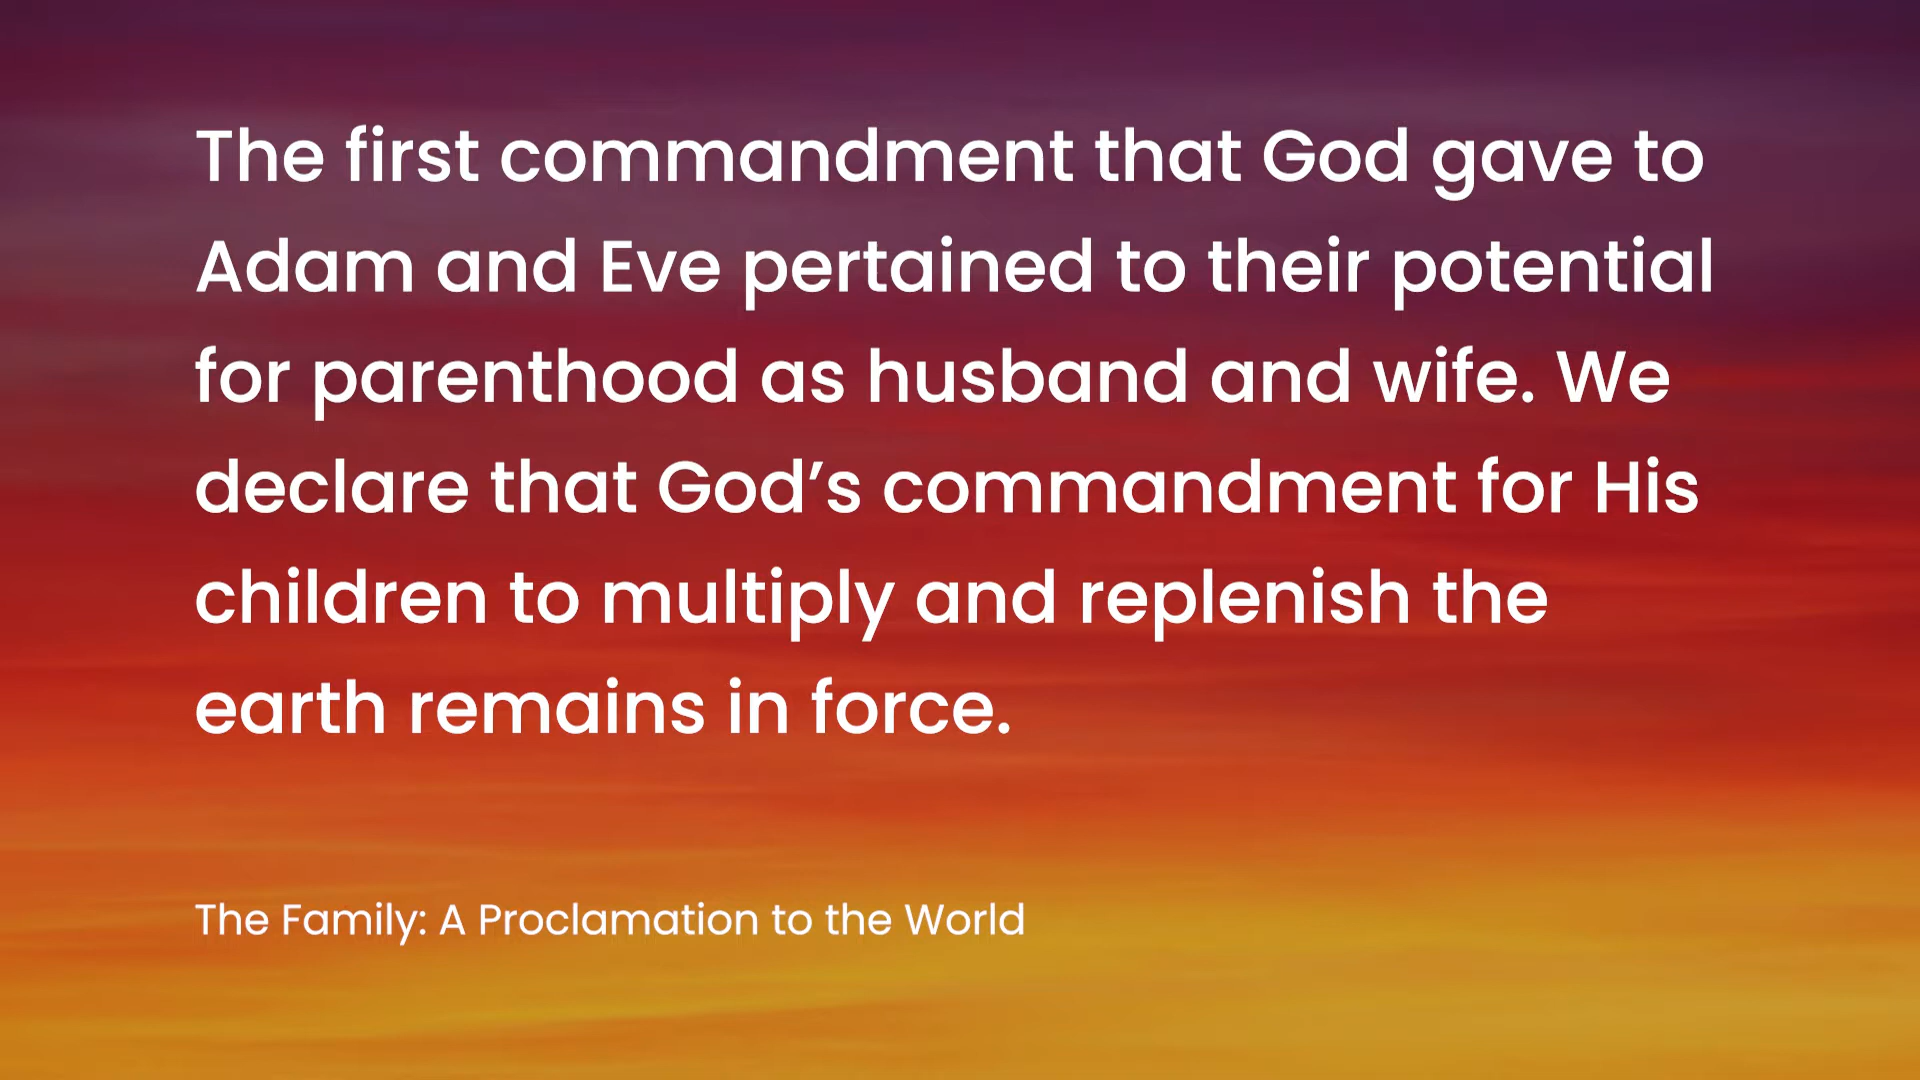 The first commandment that God gave to
Adam and Eve pertained to their potential
for parenthood as husband and wife. We
declare that God’s commandment for His
children to multiply and replenish the
earth remains in force.
The Family: A Proclamation to the World